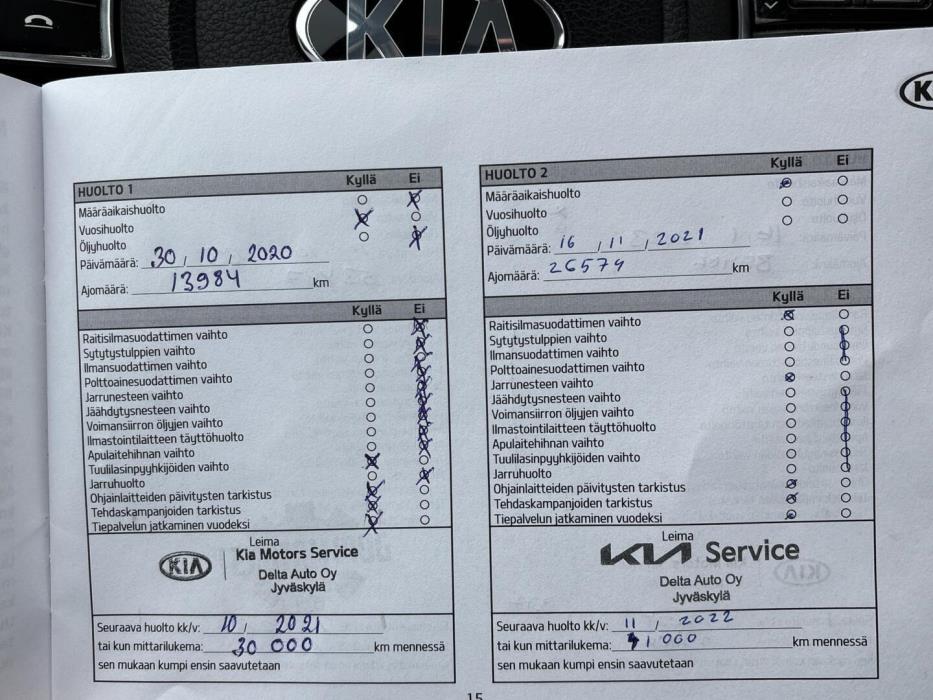 KIA
K
HUOLTO 1 Kyllä Ei
Määräaikaishuolto
Vuosihuolto
Öljyhuolto
Päivämäärä: 30 / 10 / 2020
Ajomäärä: 13984 km
Kyllä Ei
Raitisilmasuodattimen vaihto
Sytytystulppien vaihto
Ilmansuodattimen vaihto
Polttoainesuodattimen vaihto
Jarrunesteen vaihto
Jäähdytysnesteen vaihto
Voimansiirron öljyjen vaihto
Ilmastointilaitteen täyttöhuolto
Apulaitehihnan vaihto
Tuulilasinpyyhkijöiden vaihto
Jarruhuolto
Ohjainlaitteiden päivitysten tarkistus
Tehdaskampanjoiden tarkistus
Tiepalvelun jatkaminen vuodeksi
Leima
KIA Kia Motors Service
Delta Auto Oy
Jyväskylä
Seuraava huolto kk/v: 10 / 2021
tai kun mittarilukema: 30 000 km mennessä
sen mukaan kumpi ensin saavutetaan
HUOLTO 2 Kyllä Ei
Määräaikaishuolto
Vuosihuolto
Öljyhuolto
Päivämäärä: 16 / 11 / 2021
Ajomäärä: 26579 km
Kyllä Ei
Raitisilmasuodattimen vaihto
Sytytystulppien vaihto
Ilmansuodattimen vaihto
Polttoainesuodattimen vaihto
Jarrunesteen vaihto
Jäähdytysnesteen vaihto
Voimansiirron öljyjen vaihto
Ilmastointilaitteen täyttöhuolto
Apulaitehihnan vaihto
Tuulilasinpyyhkijöiden vaihto
Jarruhuolto
Ohjainlaitteiden päivitysten tarkistus
Tehdaskampanjoiden tarkistus
Tiepalvelun jatkaminen vuodeksi
Leima
KIA Service
Delta Auto Oy
Jyväskylä
Seuraava huolto kk/v: 11 / 2022
tai kun mittarilukema: 41 000 km mennessä
sen mukaan kumpi ensin saavutetaan
15